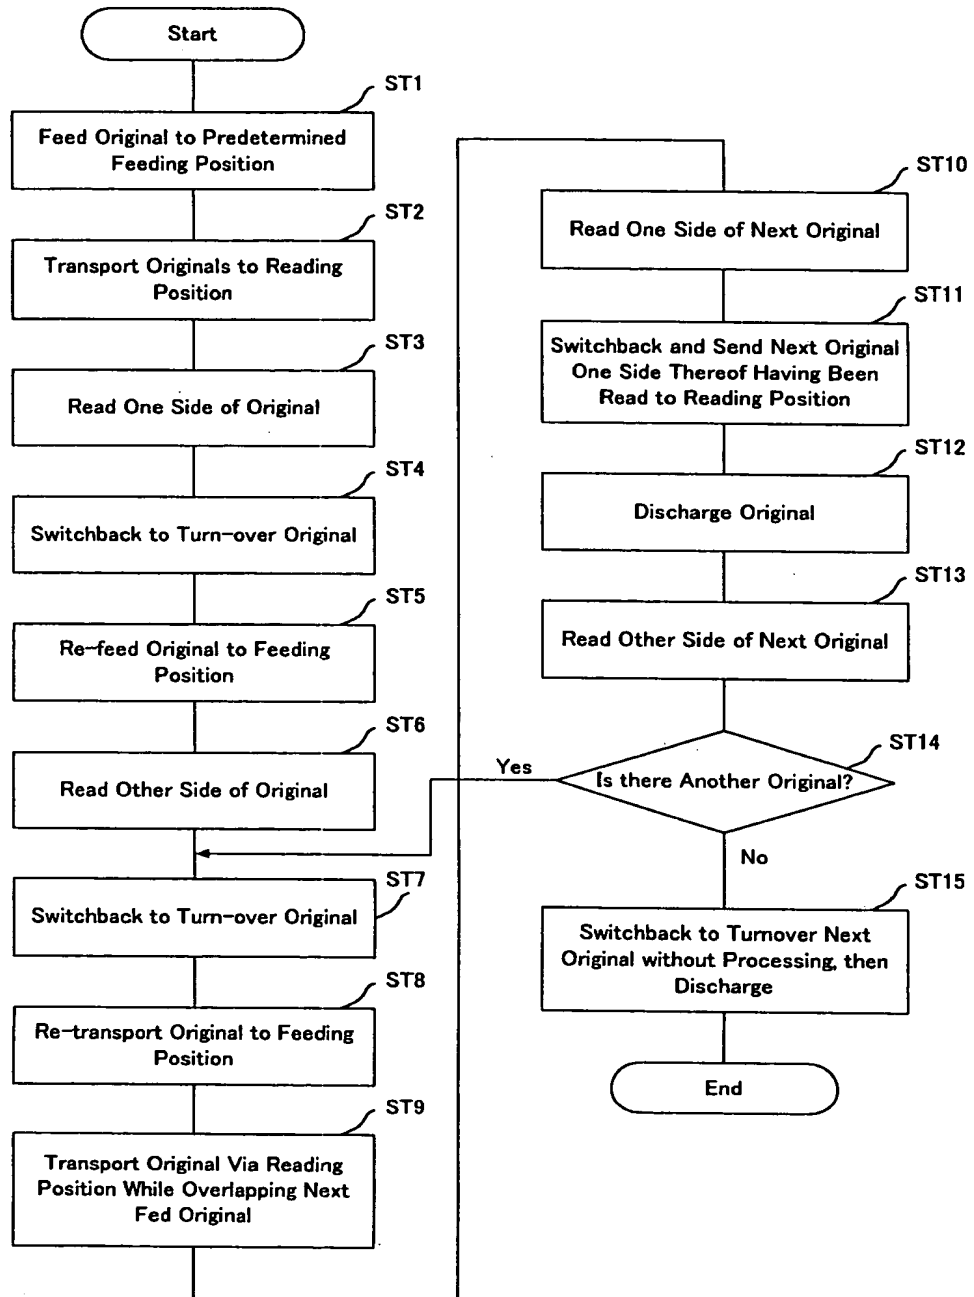 Start
ST1
Feed Original to Predetermined
Feeding Position
ST2
Transport Originals to Reading
Position
ST3
Read One Side of Original
ST4
Switchback to Turn-over Original
ST5
Re-feed Original to Feeding
Position
ST6
Read Other Side of Original
ST7
Switchback to Turn-over Original
ST8
Re-transport Original to Feeding
Position
ST9
Transport Original Via Reading
Position While Overlapping Next
Fed Original
ST10
Read One Side of Next Original
ST11
Switchback and Send Next Original
One Side Thereof Having Been
Read to Reading Position
ST12
Discharge Original
ST13
Read Other Side of Next Original
ST14
Is there Another Original?
Yes
No
ST15
Switchback to Turnover Next
Original without Processing, then
Discharge
End